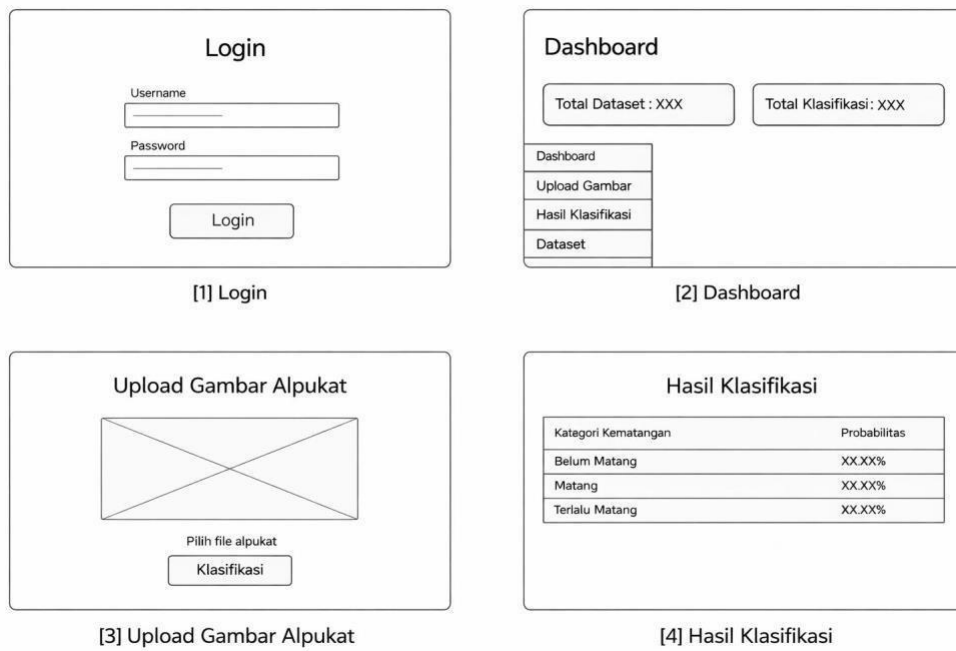 Login
Username
Password
Login
[1] Login
Dashboard
Total Dataset : XXX
Total Klasifikasi: XXX
Dashboard
Upload Gambar
Hasil Klasifikasi
Dataset
[2] Dashboard
Upload Gambar Alpukat
Pilih file alpukat
Klasifikasi
[3] Upload Gambar Alpukat
Hasil Klasifikasi
Kategori Kematangan Probabilitas
Belum Matang XX.XX%
Matang XX.XX%
Terlalu Matang XX.XX%
[4] Hasil Klasifikasi